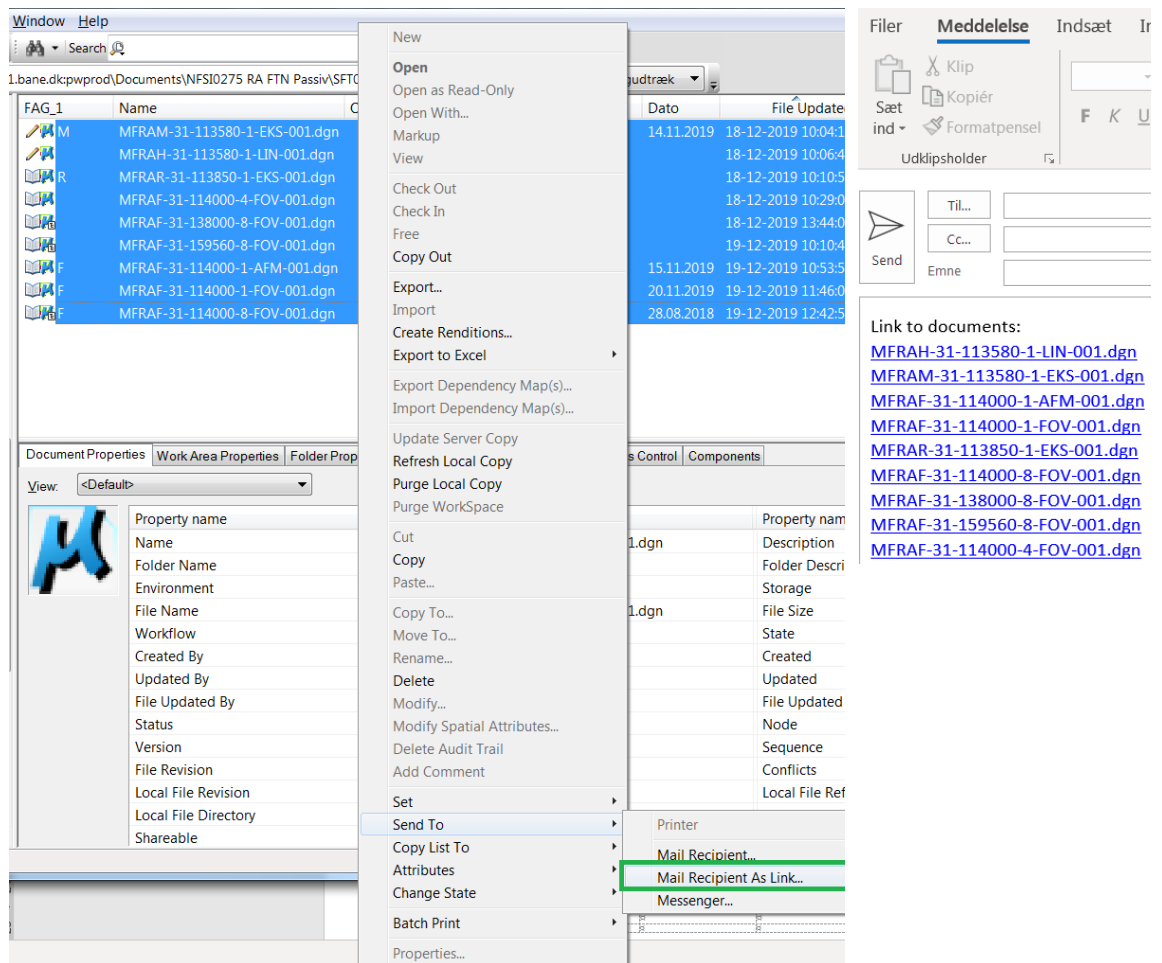 Window Help
Search
1.bane.dk:pwprod\Documents\NFSI0275 RA FTN Passiv\SFT0
gudtræk
FAG_1 Name Dato File Update
M MFRAM-31-113580-1-EKS-001.dgn 14.11.2019 18-12-2019 10:04:1
MFRAH-31-113580-1-LIN-001.dgn 18-12-2019 10:06:4
R MFRAR-31-113850-1-EKS-001.dgn 18-12-2019 10:10:5
MFRAF-31-114000-4-FOV-001.dgn 18-12-2019 10:29:0
MFRAF-31-138000-8-FOV-001.dgn 18-12-2019 13:44:0
MFRAF-31-159560-8-FOV-001.dgn 19-12-2019 10:10:4
F MFRAF-31-114000-1-AFM-001.dgn 15.11.2019 19-12-2019 10:53:5
F MFRAF-31-114000-1-FOV-001.dgn 20.11.2019 19-12-2019 11:46:0
F MFRAF-31-114000-8-FOV-001.dgn 28.08.2018 19-12-2019 12:42:5
Document Properties Work Area Properties Folder Prop s Control Components
View: <Default>
Property name Property nam
Name 1.dgn Description
Folder Name Folder Descri
Environment Storage
File Name 1.dgn File Size
Workflow State
Created By Created
Updated By Updated
File Updated By File Updated
Status Node
Version Sequence
File Revision Conflicts
Local File Revision Local File Ref
Local File Directory
Shareable
New
Open
Open as Read-Only
Open With...
Markup
View
Check Out
Check In
Free
Copy Out
Export...
Import
Create Renditions...
Export to Excel
Export Dependency Map(s)...
Import Dependency Map(s)...
Update Server Copy
Refresh Local Copy
Purge Local Copy
Purge WorkSpace
Cut
Copy
Paste...
Copy To...
Move To...
Rename...
Delete
Modify...
Modify Spatial Attributes...
Delete Audit Trail
Add Comment
Set
Send To
Copy List To
Attributes
Change State
Batch Print
Properties...
Printer
Mail Recipient...
Mail Recipient As Link...
Messenger...
Filer Meddelelse Indsæt
Sæt ind
Klip
Kopiér
Formatpensel
F K U
Udklipsholder
Send
Til...
Cc...
Emne
Link to documents:
MFRAH-31-113580-1-LIN-001.dgn
MFRAM-31-113580-1-EKS-001.dgn
MFRAF-31-114000-1-AFM-001.dgn
MFRAF-31-114000-1-FOV-001.dgn
MFRAR-31-113850-1-EKS-001.dgn
MFRAF-31-114000-8-FOV-001.dgn
MFRAF-31-138000-8-FOV-001.dgn
MFRAF-31-159560-8-FOV-001.dgn
MFRAF-31-114000-4-FOV-001.dgn